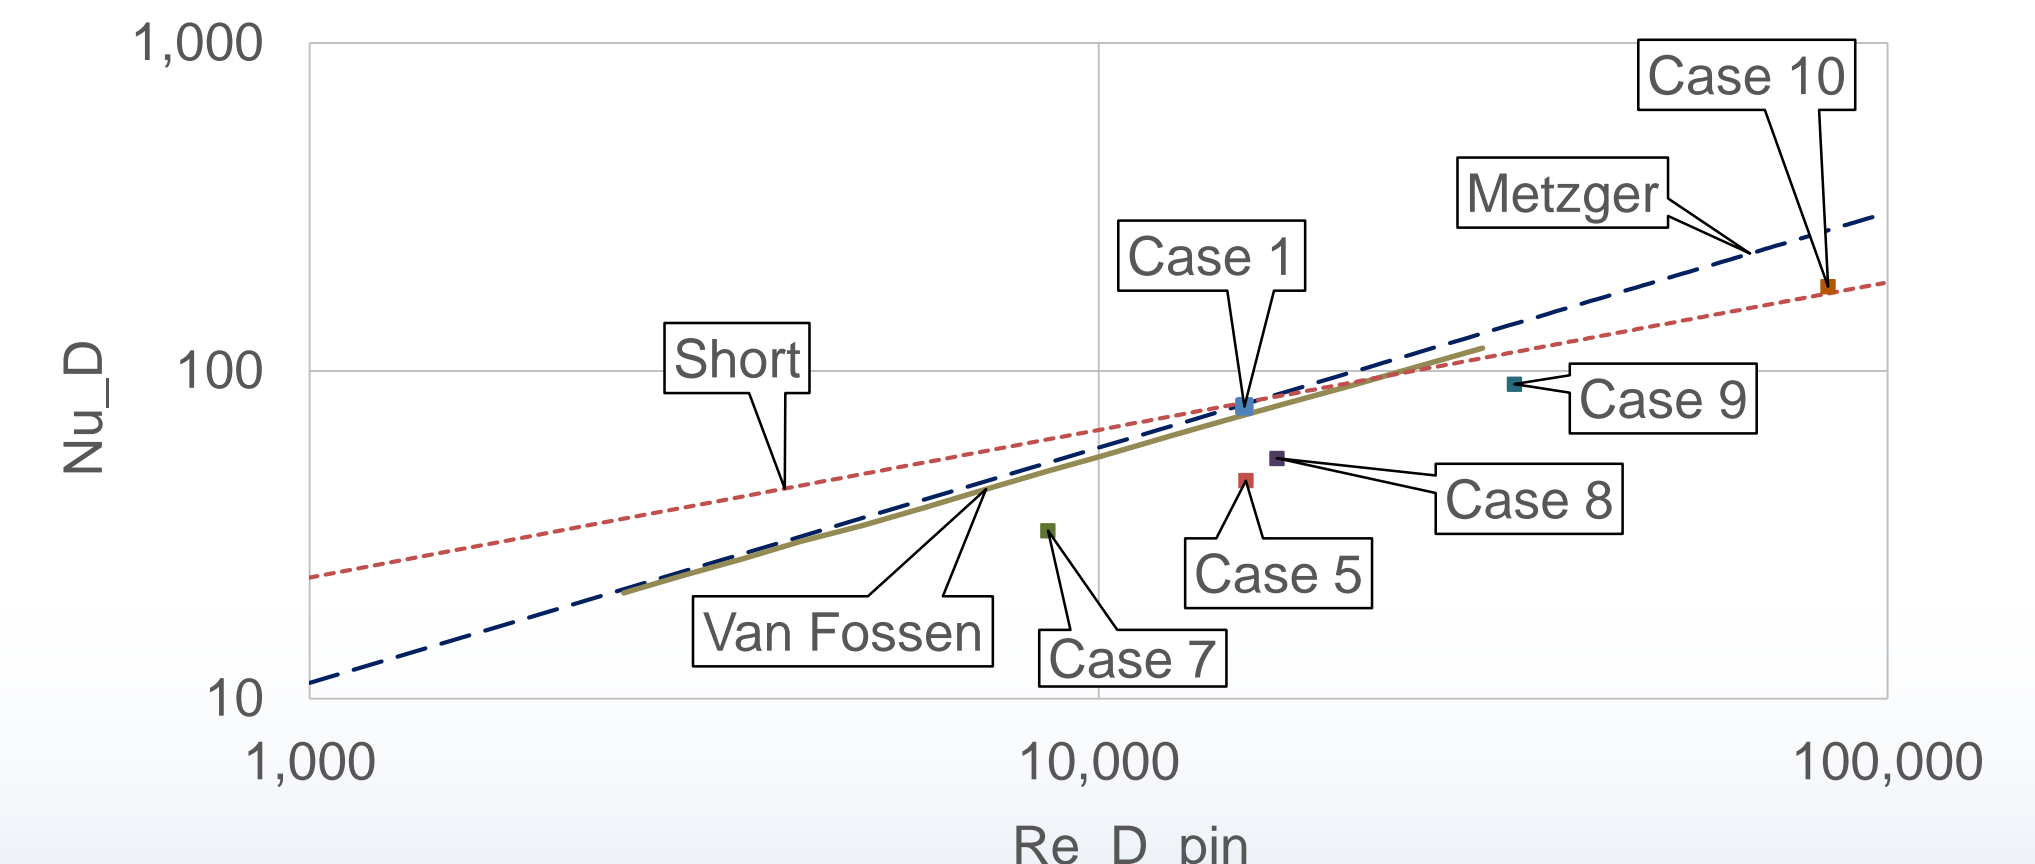 1,000
Case 10
Metzger
Case 1
Short
100
Nu_D
Case 9
Case 8
Case 5
Van Fossen
Case 7
10
1,000
10,000
100,000
Re_D_pin